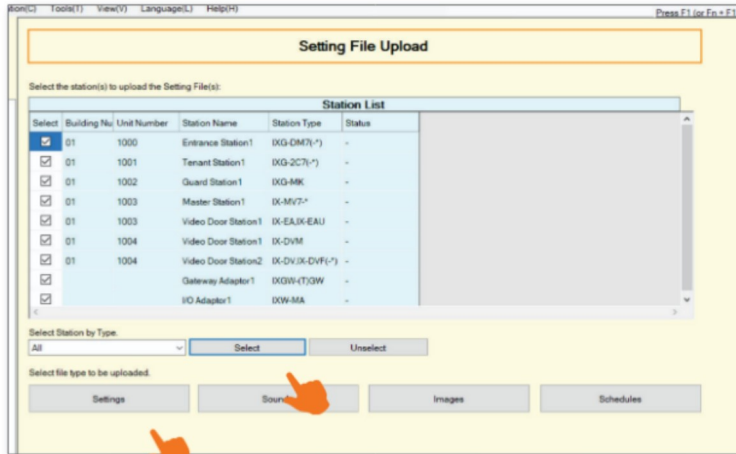 tion(C) Tools(T) View(V) Language(L) Help(H)
Press F1 (or Fn + F1
Setting File Upload
Select the station(s) to upload the Setting File(s):
Station List
Select Building Nu Unit Number Station Name Station Type Status
01 1000 Entrance Station1 IXG-DM7(-*) -
01 1001 Tenant Station1 IXG-2C7(-*) -
01 1002 Guard Station1 IXG-MK -
01 1003 Master Station1 IX-MV7-* -
01 1003 Video Door Station1 IX-EA,IX-EAU -
01 1004 Video Door Station1 IX-DVM -
01 1004 Video Door Station2 IX-DV,IX-DVF(-*) -
Gateway Adaptor1 IXGW-(T)GW -
I/O Adaptor1 IXW-MA -
Select Station by Type.
All Select Unselect
Select file type to be uploaded.
Settings Soun Images Schedules